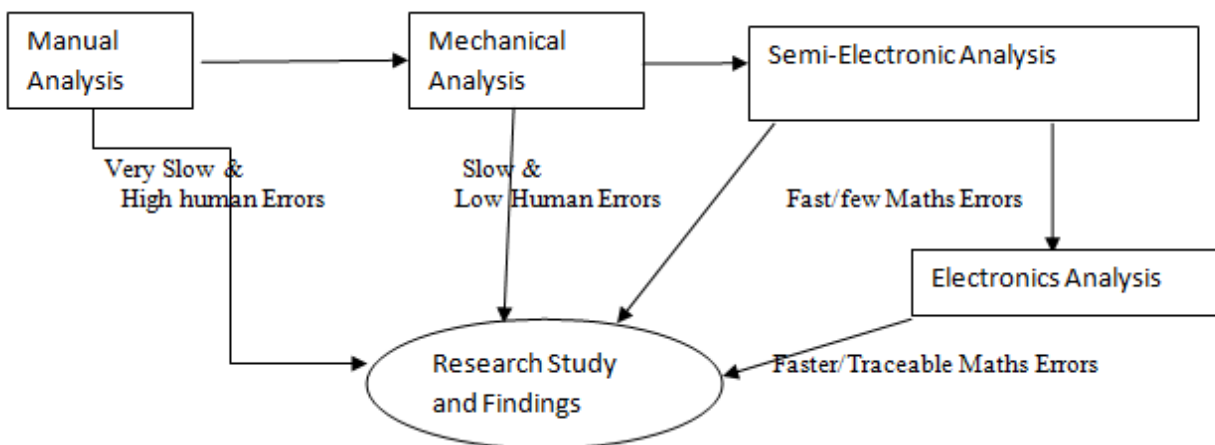 Manual
Analysis
Mechanical
Analysis
Semi-Electronic Analysis
Very Slow &
High human Errors
Slow &
Low Human Errors
Fast/few Maths Errors
Electronics Analysis
Research Study
and Findings
Faster/Traceable Maths Errors